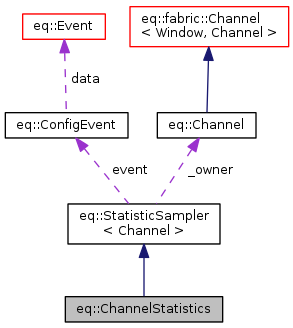 eq::Event
eq::fabric::Channel
< Window, Channel >
data
eq::ConfigEvent
eq::Channel
event
_owner
eq::StatisticSampler
< Channel >
eq::ChannelStatistics